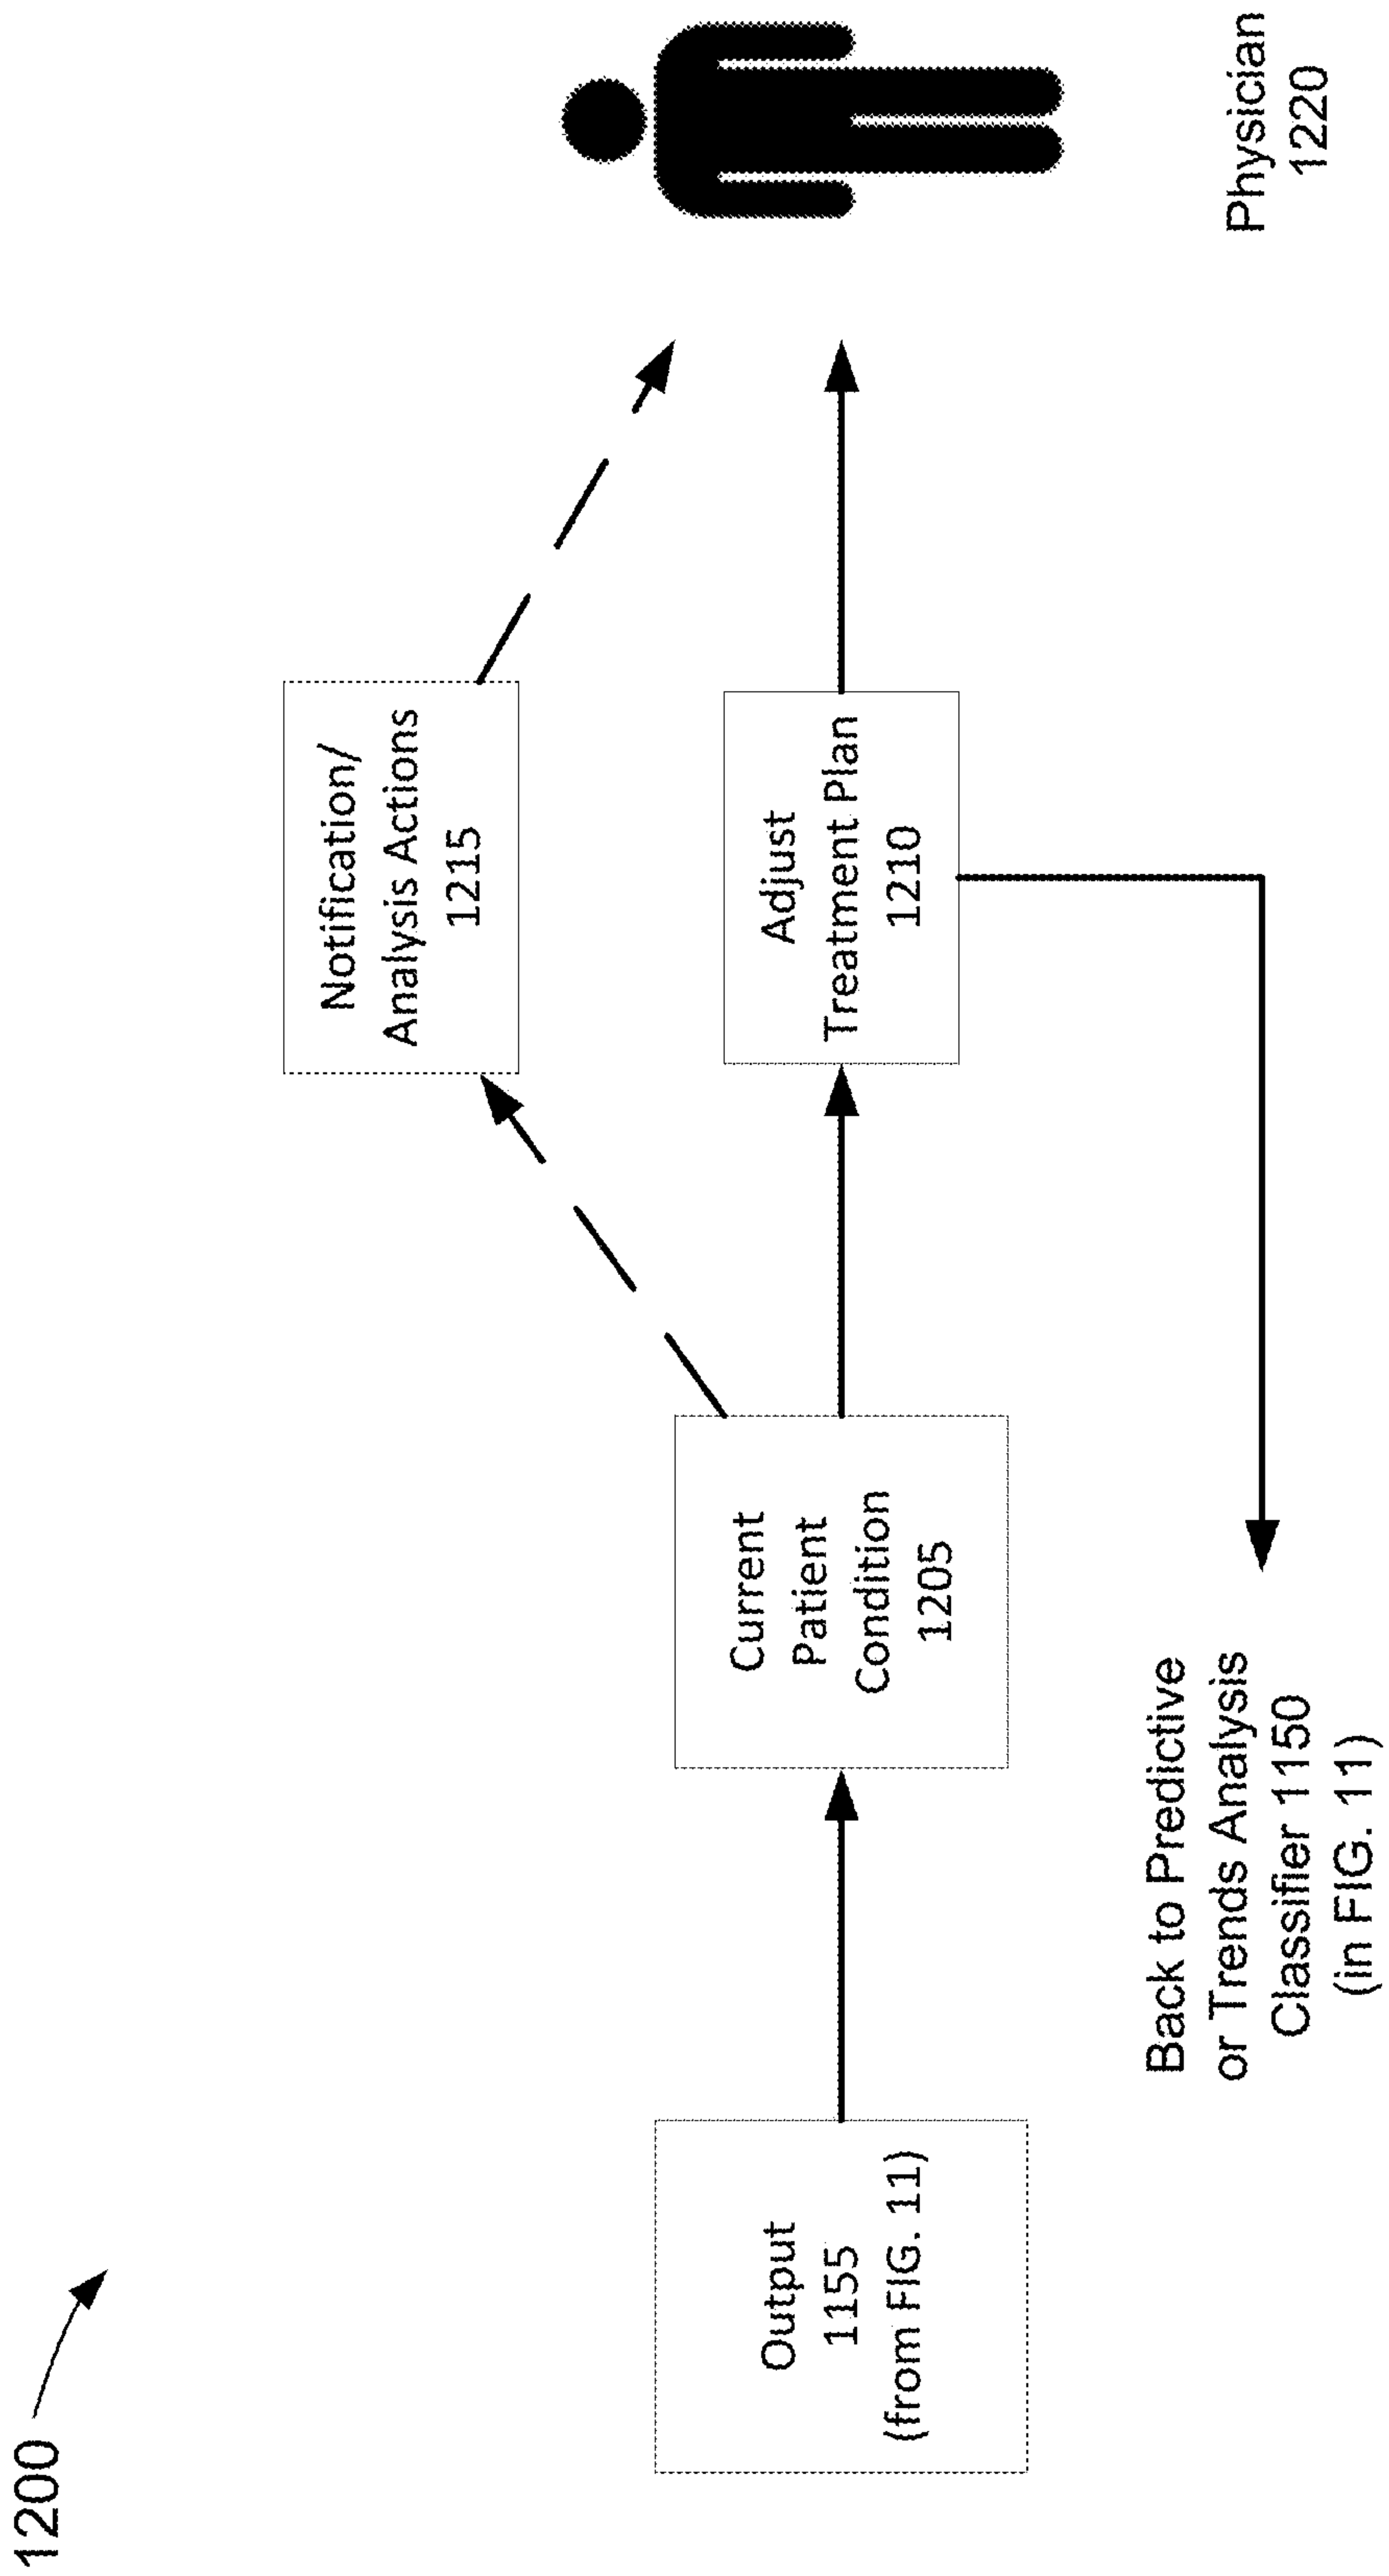 1200
Output
1155
(from FIG. 11)
Current
Patient
Condition
1205
Notification/
Analysis Actions
1215
Adjust
Treatment Plan
1210
Back to Predictive
or Trends Analysis
Classifier 1150
(in FIG. 11)
Physician
1220